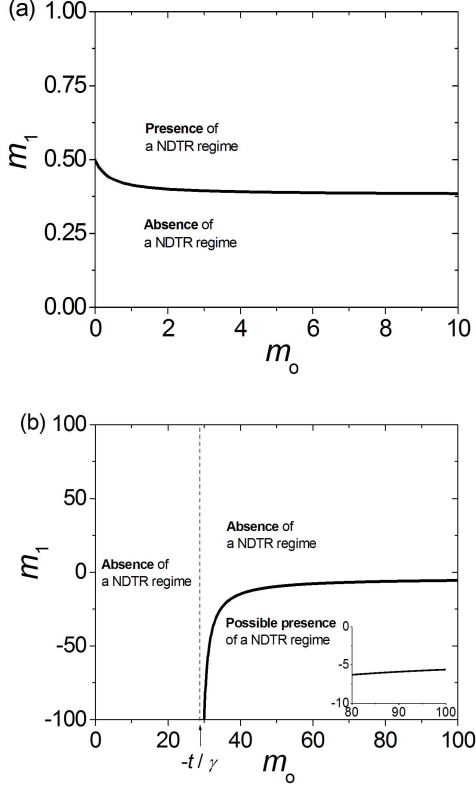 (a)
1.00
0.75
0.50
0.25
0.00
m1
Presence of
a NDTR regime
Absence of
a NDTR regime
0 2 4 6 8 10
mo
(b)
100
50
0
-50
-100
m1
Absence of
a NDTR regime
Absence of
a NDTR regime
Possible presence
of a NDTR regime
0
-5
-10
80 90 100
0 20 40 60 80 100
-t / γ
mo